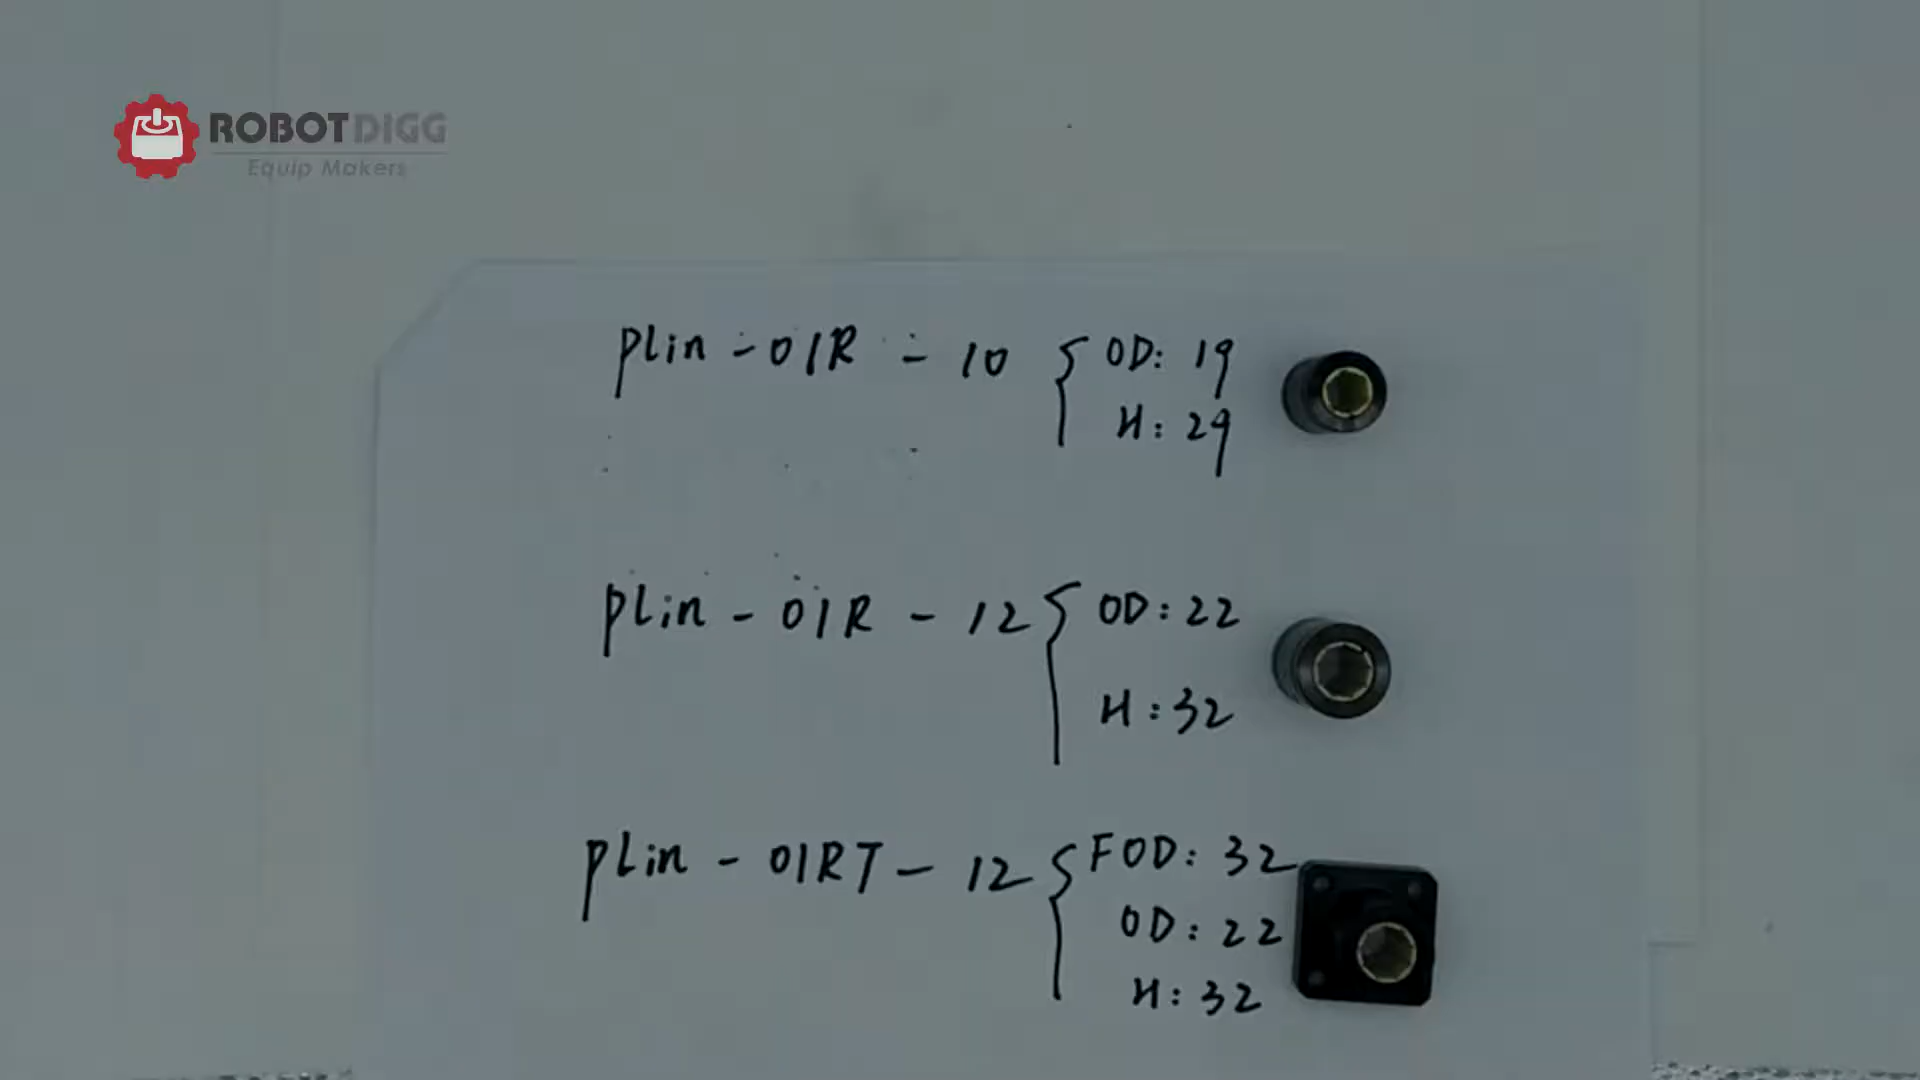 ROBOTDIGG
Equip Makers
plin-01R-10 { OD: 19
H: 29
plin-01R-12 { OD: 22
H: 32
plin-01RT-12 { FOD: 32
OD: 22
H: 32